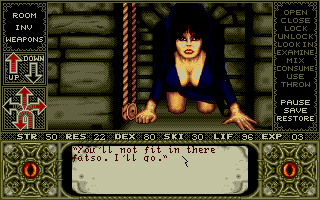 ROOM
INV
WEAPONS
UP
DOWN
OPEN
CLOSE
LOCK
UNLOCK
LOOK IN
EXAMINE
MIX
CONSUME
USE
THROW
PAUSE
SAVE
RESTORE
STR 50 RES 22 DEX 80 SKI 30 LIF 96 EXP 03
"You'll not fit in there
fatso. I'll go."